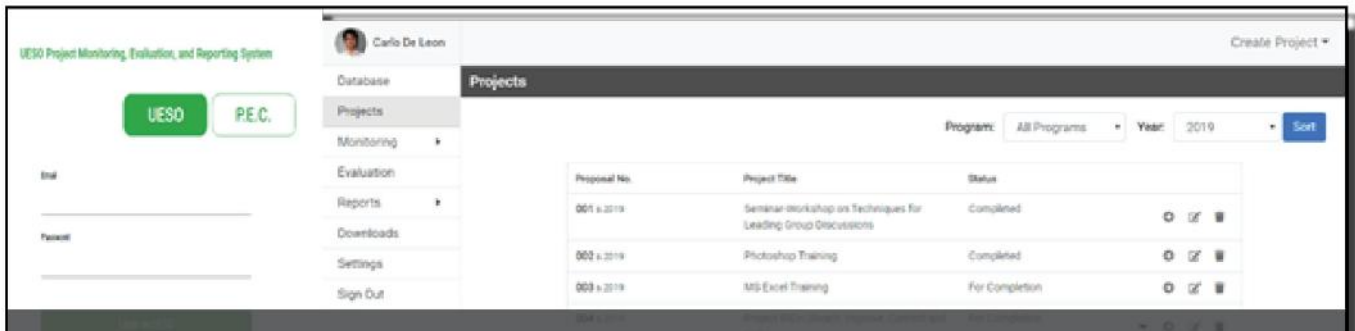 UESO Project Monitoring, Evaluation, and Reporting System
UESO
P.E.C.
Email
Password
Carlo De Leon
Create Project
Database
Projects
Monitoring
Evaluation
Reports
Downloads
Settings
Sign Out
Projects
Program: All Programs Year: 2019 Sort
Proposal No. Project Title Status
001 s.2019 Seminar-Workshop on Techniques for Completed
Leading Group Discussions
002 s.2019 Photoshop Training Completed
003 s.2019 MS Excel Training For Completion
004 s.2019